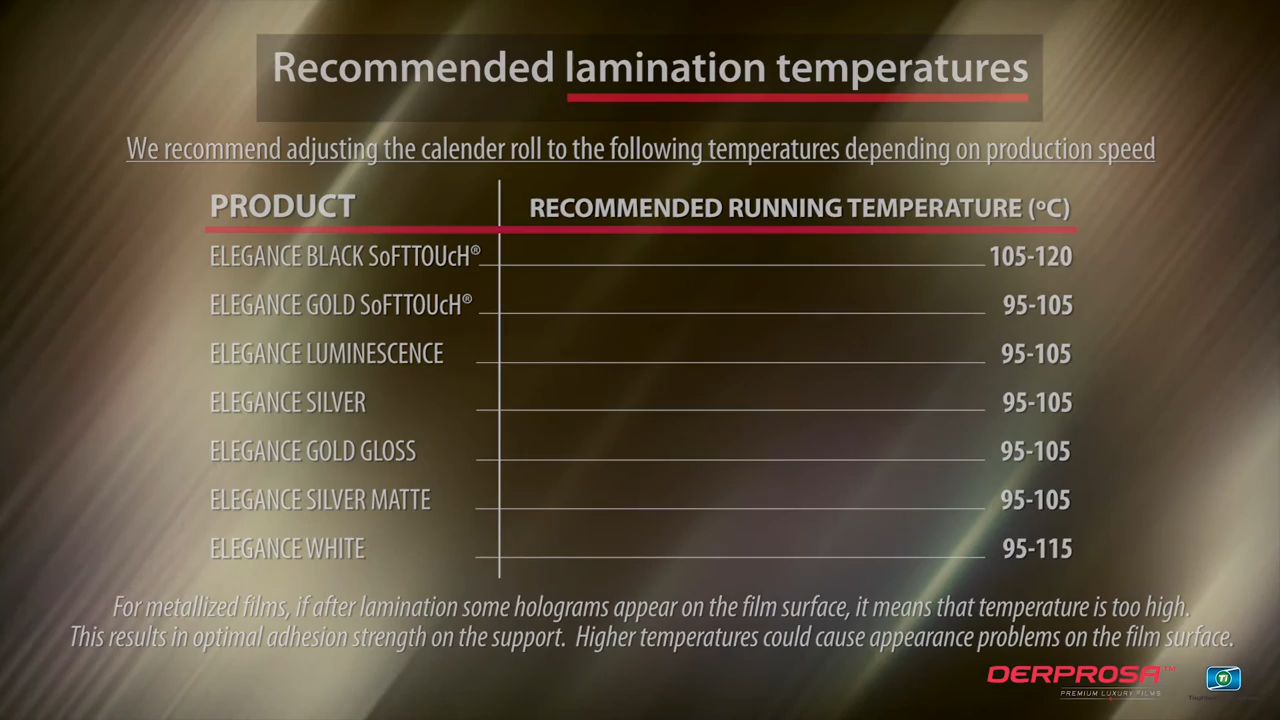 Recommended lamination temperatures
We recommend adjusting the calender roll to the following temperatures depending on production speed
PRODUCT RECOMMENDED RUNNING TEMPERATURE (ºC)
ELEGANCE BLACK SoFTTOUcH® 105-120
ELEGANCE GOLD SoFTTOUcH® 95-105
ELEGANCE LUMINESCENCE 95-105
ELEGANCE SILVER 95-105
ELEGANCE GOLD GLOSS 95-105
ELEGANCE SILVER MATTE 95-105
ELEGANCE WHITE 95-115
For metallized films, if after lamination some holograms appear on the film surface, it means that temperature is too high.
This results in optimal adhesion strength on the support. Higher temperatures could cause appearance problems on the film surface.
DERPROSA™
PREMIUM LUXURY FILMS
Ti